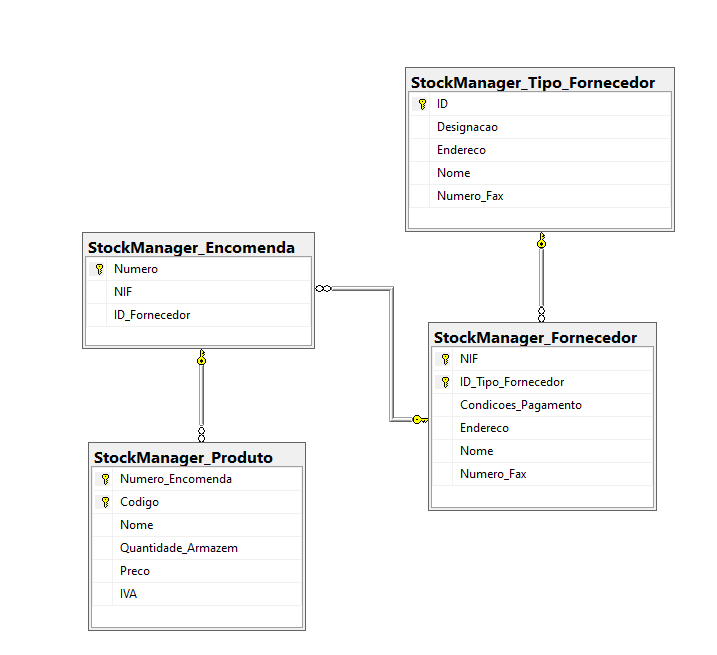 StockManager_Tipo_Fornecedor
ID
Designacao
Endereco
Nome
Numero_Fax
StockManager_Encomenda
Numero
NIF
ID_Fornecedor
StockManager_Fornecedor
NIF
ID_Tipo_Fornecedor
Condicoes_Pagamento
Endereco
Nome
Numero_Fax
StockManager_Produto
Numero_Encomenda
Codigo
Nome
Quantidade_Armazem
Preco
IVA